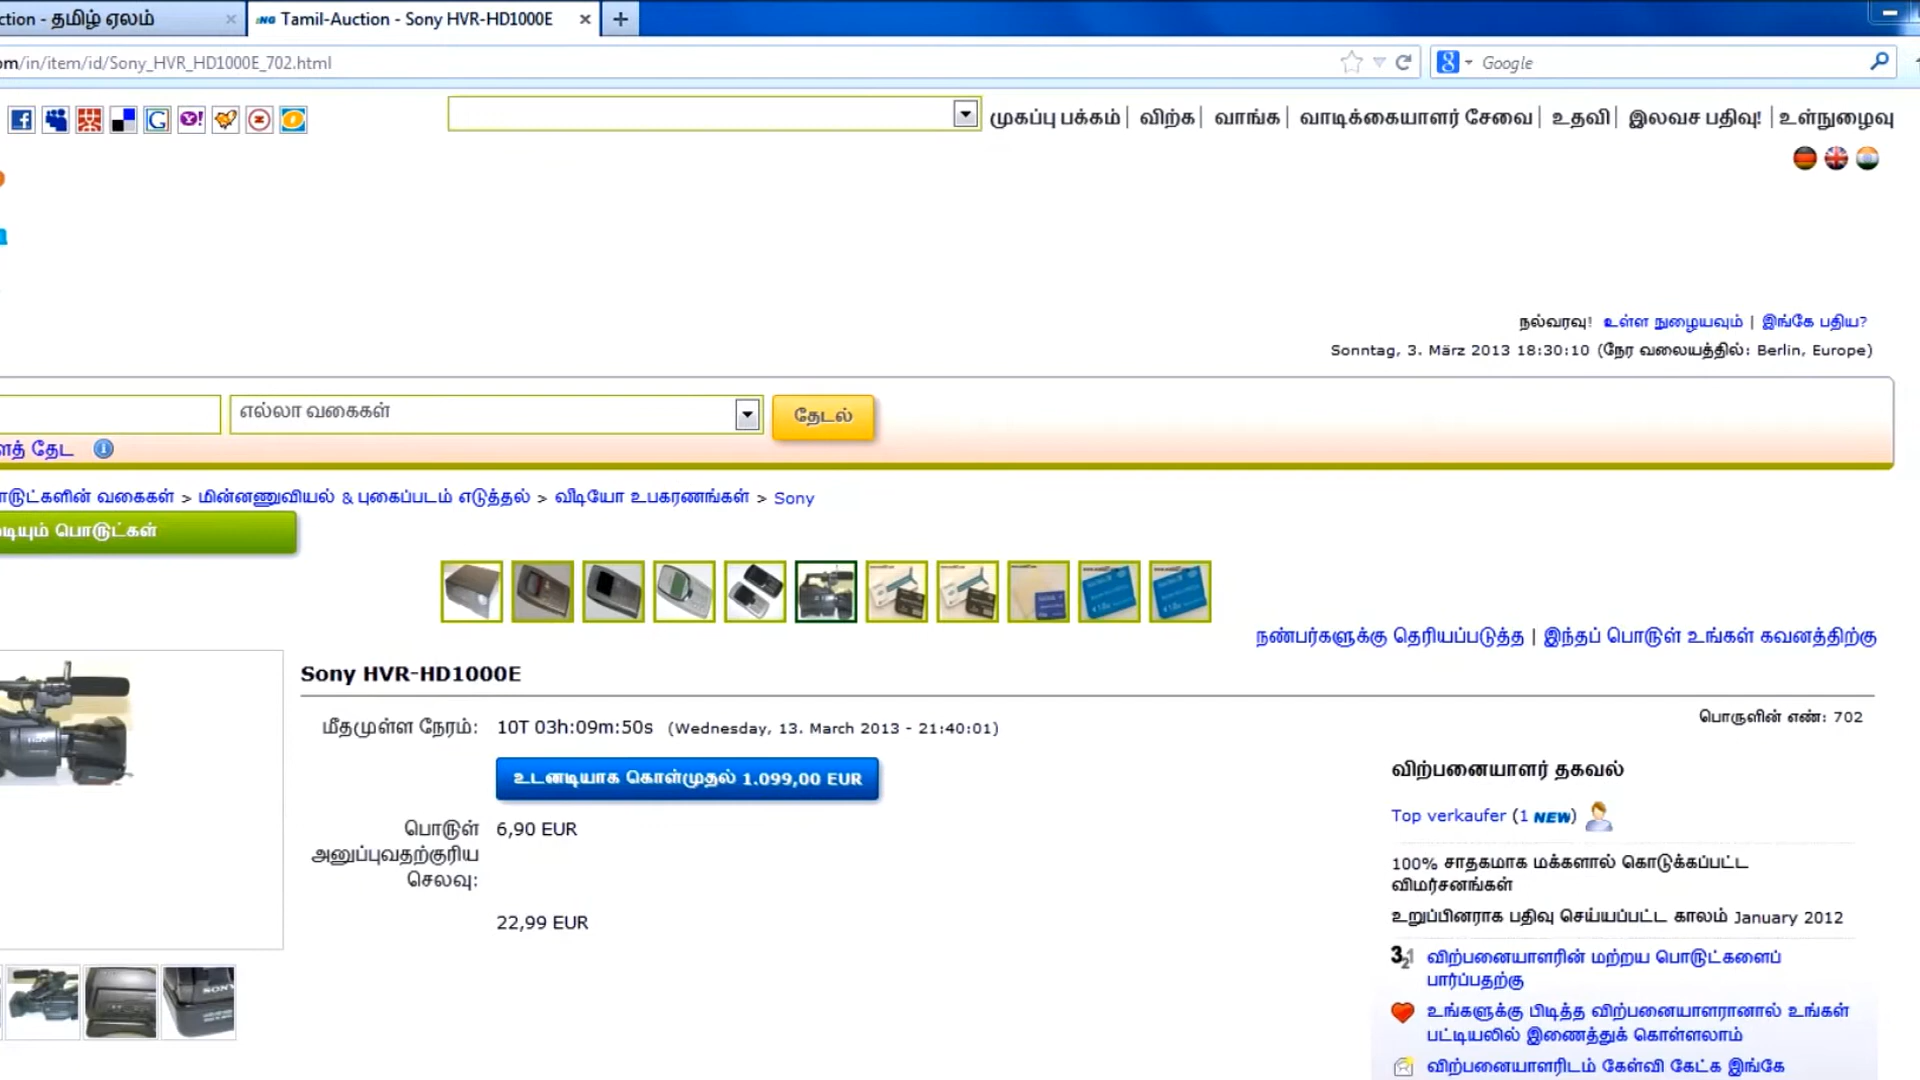 ction - தமிழ் ஏலம்
Tamil-Auction - Sony HVR-HD1000E
om/in/item/id/Sony_HVR_HD1000E_702.html
Google
முகப்பு பக்கம் | விற்க | வாங்க | வாடிக்கையாளர் சேவை | உதவி | இலவச பதிவு! | உள்நுழைவு
நல்வரவு! உள்ள நுழையவும் | இங்கே பதிய?
Sonntag, 3. März 2013 18:30:10 (நேர வலையத்தில்: Berlin, Europe)
எல்லா வகைகள்
தேடல்
ளத் தேட
ாருட்களின் வகைகள் > மின்னணுவியல் & புகைப்படம் எடுத்தல் > வீடியோ உபகரணங்கள் > Sony
டியும் பொருட்கள்
நண்பர்களுக்கு தெரியப்படுத்த | இந்தப் பொருள் உங்கள் கவனத்திற்கு
Sony HVR-HD1000E
பொருளின் எண்: 702
மீதமுள்ள நேரம்: 10T 03h:09m:50s (Wednesday, 13. March 2013 - 21:40:01)
உடனடியாக கொள்முதல் 1.099,00 EUR
பொருள் 6,90 EUR
அனுப்புவதற்குரிய
செலவு:
22,99 EUR
விற்பனையாளர் தகவல்
Top verkaufer (1 NEW)
100% சாதகமாக மக்களால் கொடுக்கப்பட்ட
விமர்சனங்கள்
உறுப்பினராக பதிவு செய்யப்பட்ட காலம் January 2012
விற்பனையாளரின் மற்றய பொருட்களைப்
பார்ப்பதற்கு
உங்களுக்கு பிடித்த விற்பனையாளரானால் உங்கள்
பட்டியலில் இணைத்துக் கொள்ளலாம்
விற்பனையாளரிடம் கேள்வி கேட்க இங்கே